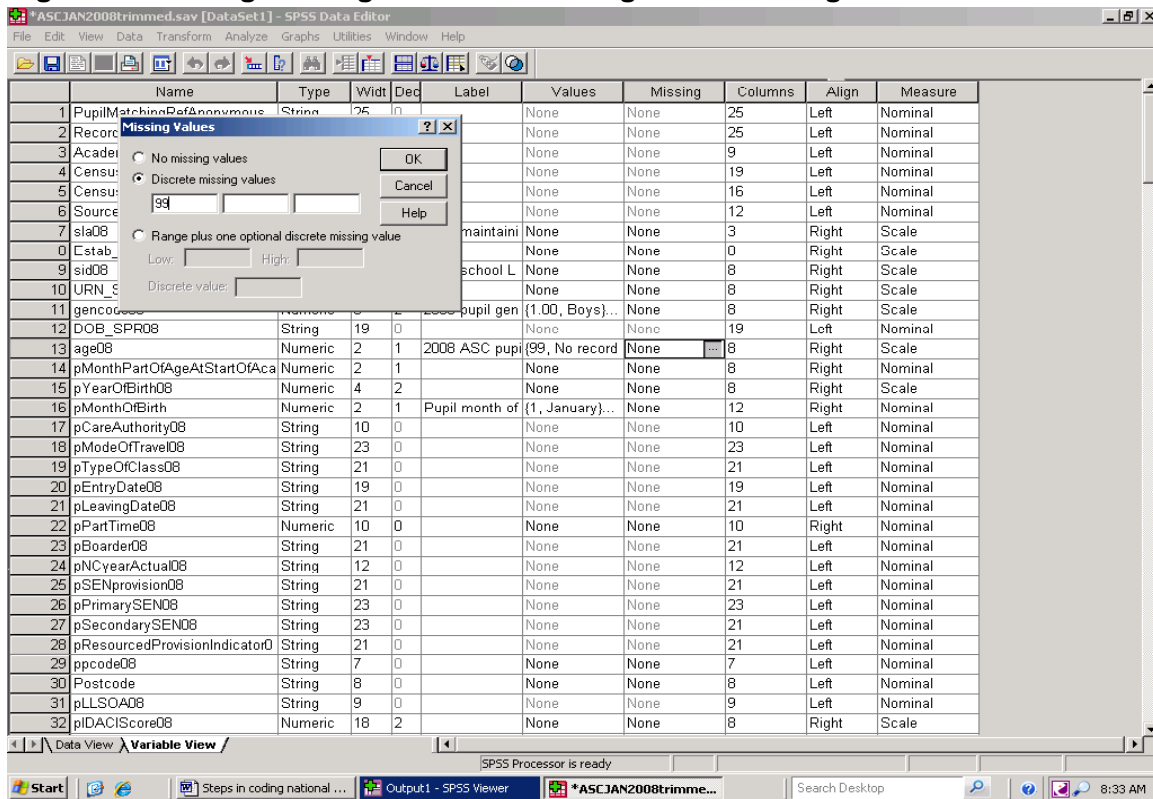 *ASCJAN2008trimmed.sav [DataSet1] - SPSS Data Editor
File Edit View Data Transform Analyze Graphs Utilities Window Help
Name Type Widt Dec Label Values Missing Columns Align Measure
1 PupilMatchingRefAnonymous String 25 0 None None 25 Left Nominal
2 Recor None None 25 Left Nominal
3 Acade None None 9 Left Nominal
4 Census None None 19 Left Nominal
5 Census None None 16 Left Nominal
6 Source None None 12 Left Nominal
7 sla08 maintaini None None 3 Right Scale
0 Estab_ None None 0 Right Scale
9 sid08 school L None None 8 Right Scale
10 URN_S None None 8 Right Scale
11 pupil gen {1.00, Boys}... None 8 Right Scale
Missing Values
No missing values
OK
Discrete missing values
Cancel
99
Help
Range plus one optional discrete missing value
Low: High:
Discrete value:
12 DOB_SPR08 String 19 0 None None 19 Left Nominal
13 age08 Numeric 2 1 2008 ASC pupi {99, No record None ... 8 Right Scale
14 pMonthPartOfAgeAtStartOfAca Numeric 2 1 None None 8 Right Nominal
15 pYearOfBirth08 Numeric 4 2 None None 8 Right Scale
16 pMonthOfBirth Numeric 2 1 Pupil month of {1, January}... None 12 Right Nominal
17 pCareAuthority08 String 10 0 None None 10 Left Nominal
18 pModeOfTravel08 String 23 0 None None 23 Left Nominal
19 pTypeOfClass08 String 21 0 None None 21 Left Nominal
20 pEntryDate08 String 19 0 None None 19 Left Nominal
21 pLeavingDate08 String 21 0 None None 21 Left Nominal
22 pPartTime08 Numeric 10 0 None None 10 Right Nominal
23 pBoarder08 String 21 0 None None 21 Left Nominal
24 pNCyearActual08 String 12 0 None None 12 Left Nominal
25 pSENprovision08 String 21 0 None None 21 Left Nominal
26 pPrimarySEN08 String 23 0 None None 23 Left Nominal
27 pSecondarySEN08 String 23 0 None None 23 Left Nominal
28 pResourcedProvisionIndicator0 String 21 0 None None 21 Left Nominal
29 ppcode08 String 7 0 None None 7 Left Nominal
30 Postcode String 8 0 None None 8 Left Nominal
31 pLLSOA08 String 9 0 None None 9 Left Nominal
32 pIDACIScore08 Numeric 18 2 None None 8 Right Scale
Data View Variable View
SPSS Processor is ready
Start Steps in coding national ... Output1 - SPSS Viewer *ASCJAN2008trimme... Search Desktop 8:33 AM